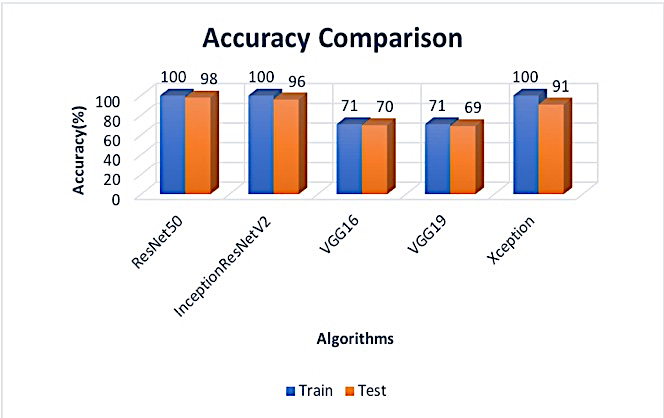 Accuracy Comparison
100 98 100 96 71 70 71 69 100 91
Accuracy(%)
100
80
60
40
20
0
ResNet50
InceptionResNetV2
VGG16
VGG19
Xception
Algorithms
Train Test